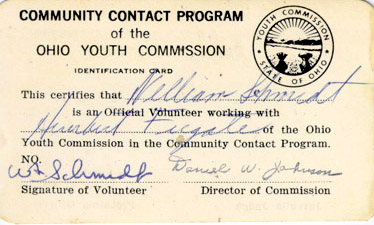 COMMUNITY CONTACT PROGRAM
of the
OHIO YOUTH COMMISSION
YOUTH COMMISSION
STATE OF OHIO
IDENTIFICATION CARD
This certifies that William Schmidt
is an Official Volunteer working with
of the Ohio
Youth Commission in the Community Contact Program.
NO.
Wm Schmidt Daniel W. Johnson
Signature of Volunteer Director of Commission